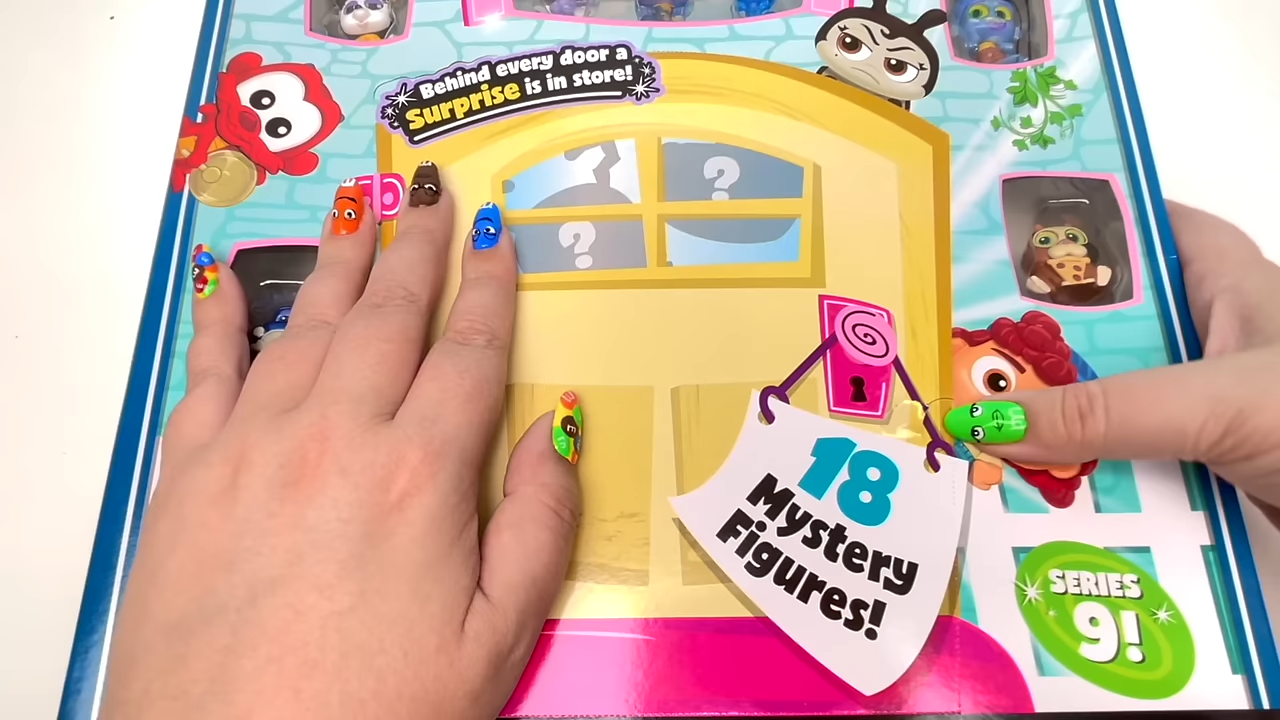 Behind every door a
Surprise is in store!
?
?
?
18
Mystery
Figures!
SERIES
9!